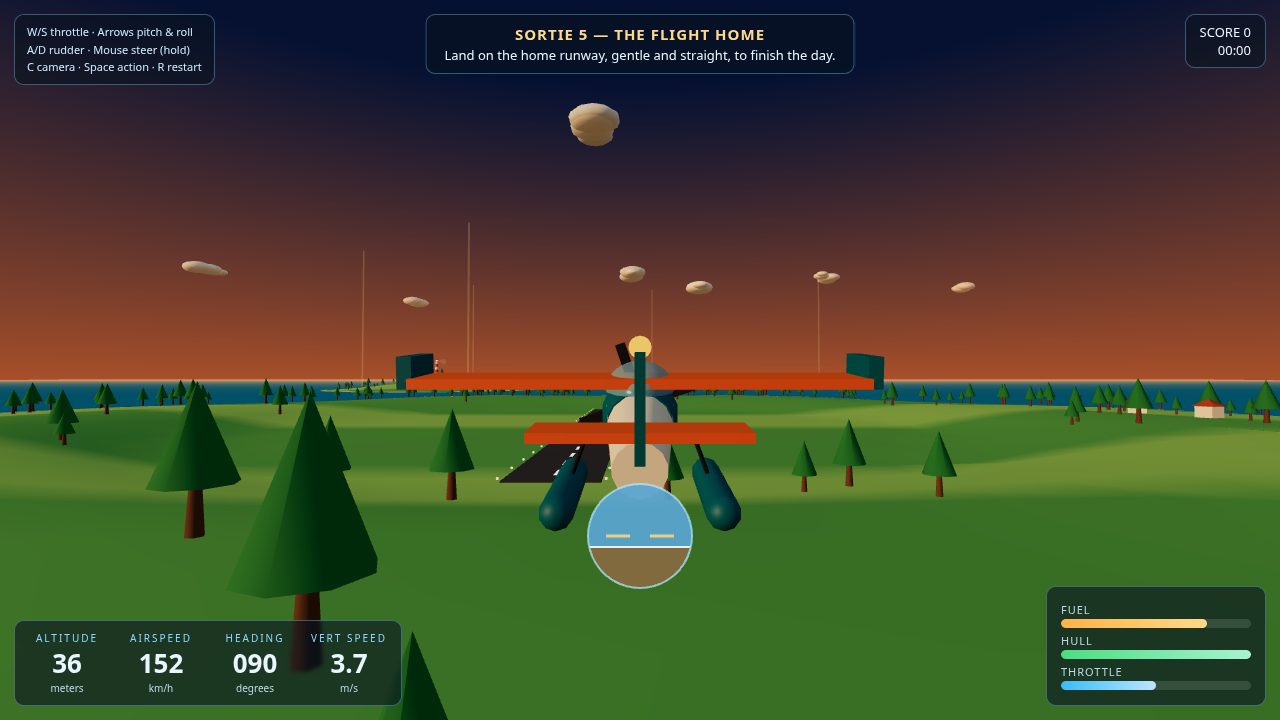 W/S throttle · Arrows pitch & roll
A/D rudder · Mouse steer (hold)
C camera · Space action · R restart
SORTIE 5 — THE FLIGHT HOME
Land on the home runway, gentle and straight, to finish the day.
SCORE 0
00:00
ALTITUDE AIRSPEED HEADING VERT SPEED
36 152 090 3.7
meters km/h degrees m/s
FUEL
HULL
THROTTLE